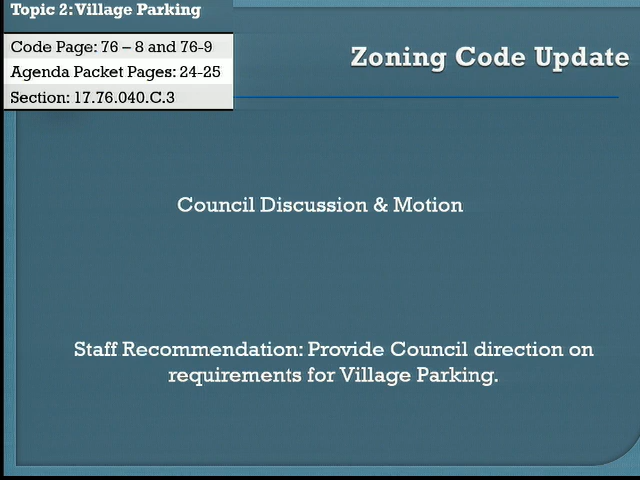 Topic 2: Village Parking
Code Page: 76 – 8 and 76-9
Agenda Packet Pages: 24-25
Section: 17.76.040.C.3
Zoning Code Update
Council Discussion & Motion
Staff Recommendation: Provide Council direction on
requirements for Village Parking.